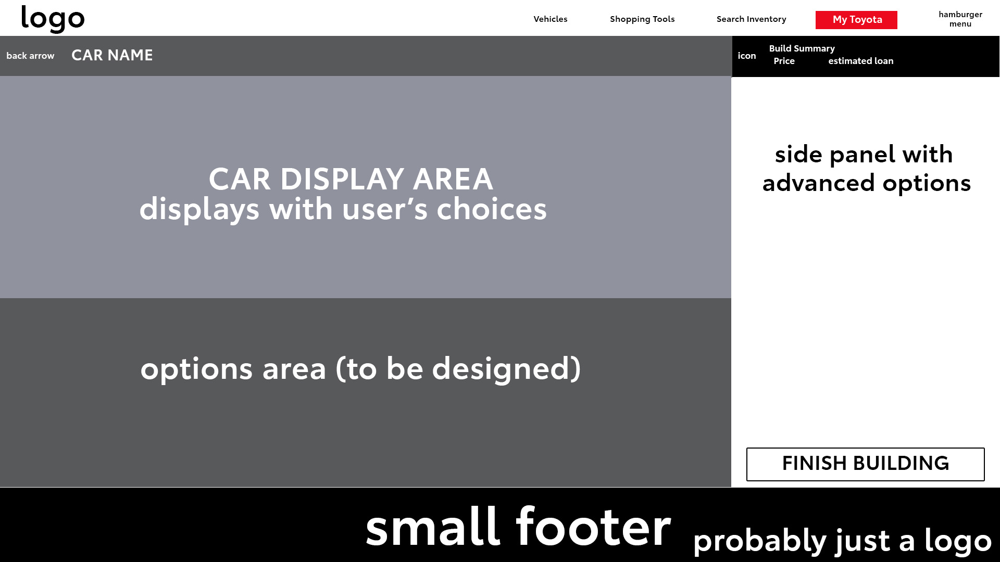 logo
Vehicles
Shopping Tools
Search Inventory
My Toyota
hamburger
menu
back arrow
CAR NAME
icon
Build Summary
Price
estimated loan
CAR DISPLAY AREA
displays with user’s choices
side panel with
advanced options
options area (to be designed)
FINISH BUILDING
small footer
probably just a logo